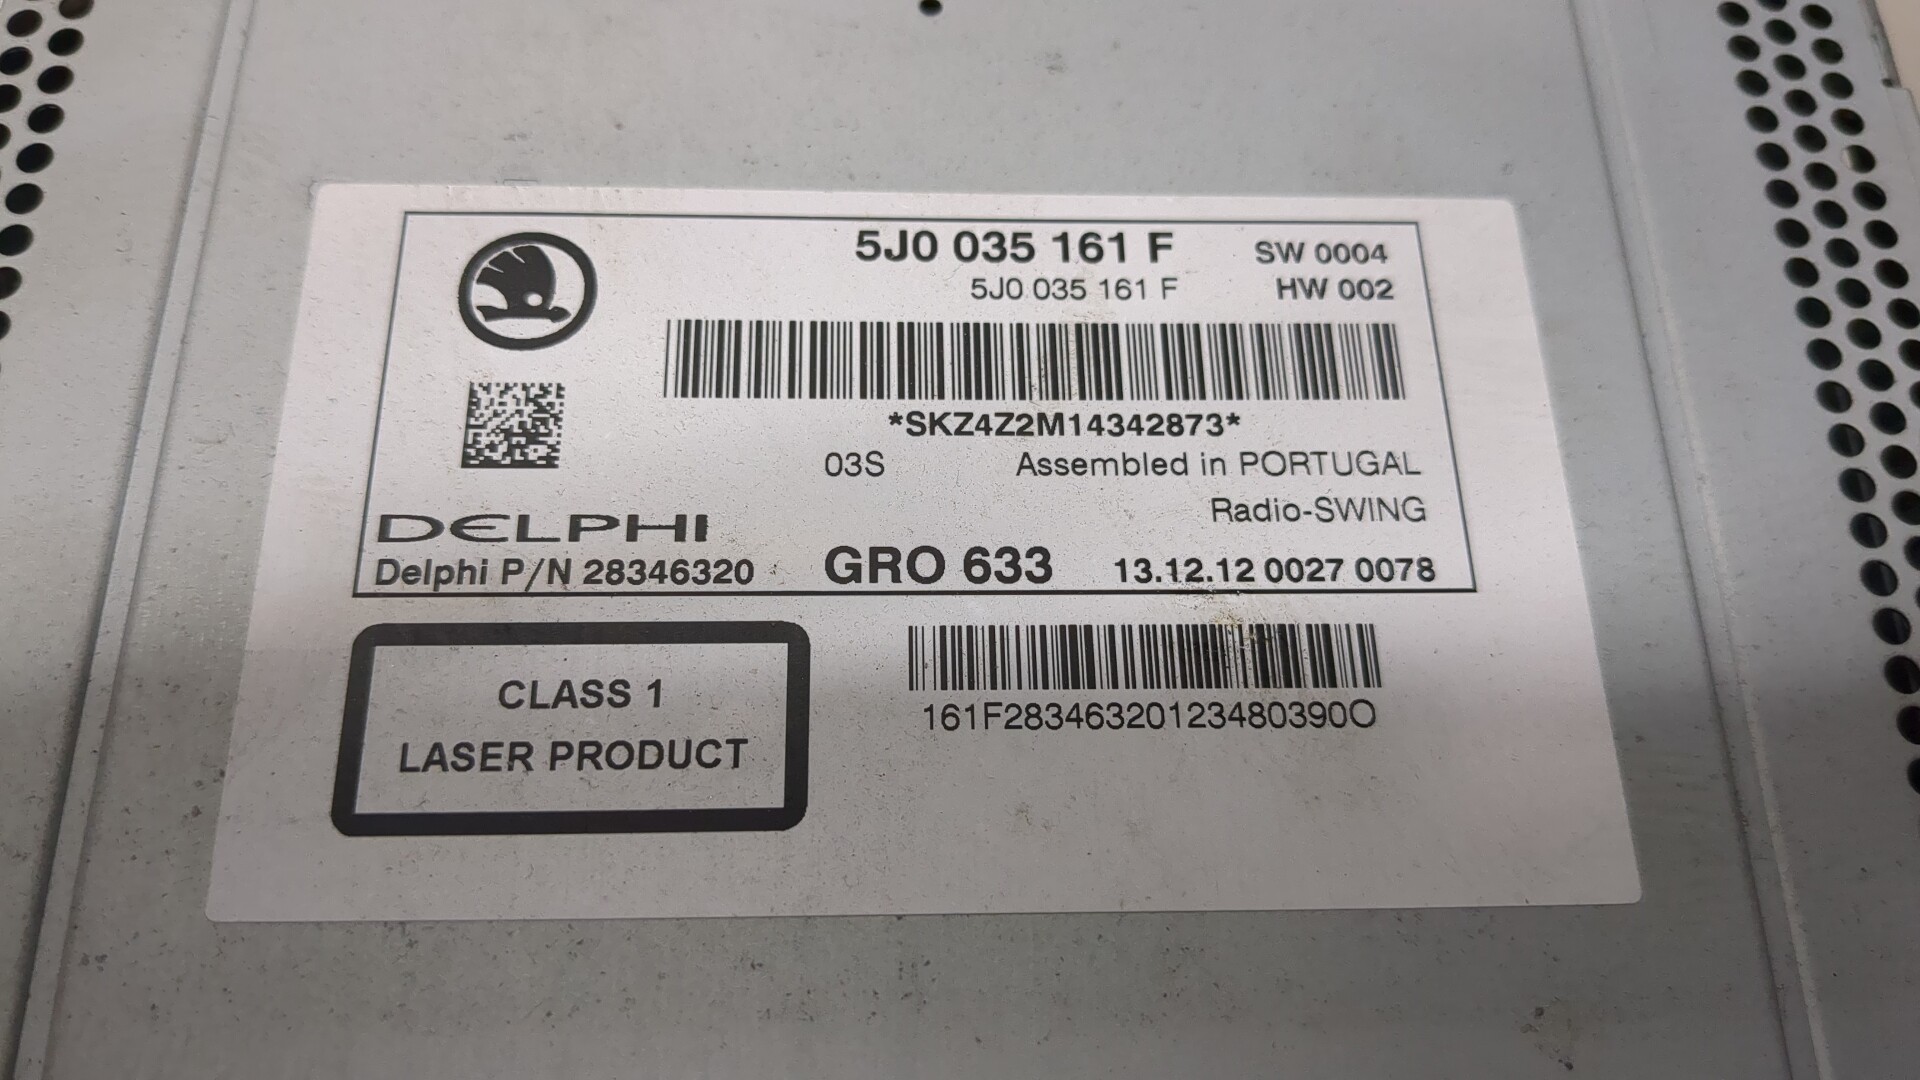 5J0 035 161 F SW 0004
5J0 035 161 F HW 002
*SKZ4Z2M14342873*
03S Assembled in PORTUGAL
Radio-SWING
DELPHI
Delphi P/N 28346320 GRO 633 13.12.12 0027 0078
CLASS 1
LASER PRODUCT
161F28346320123480390O